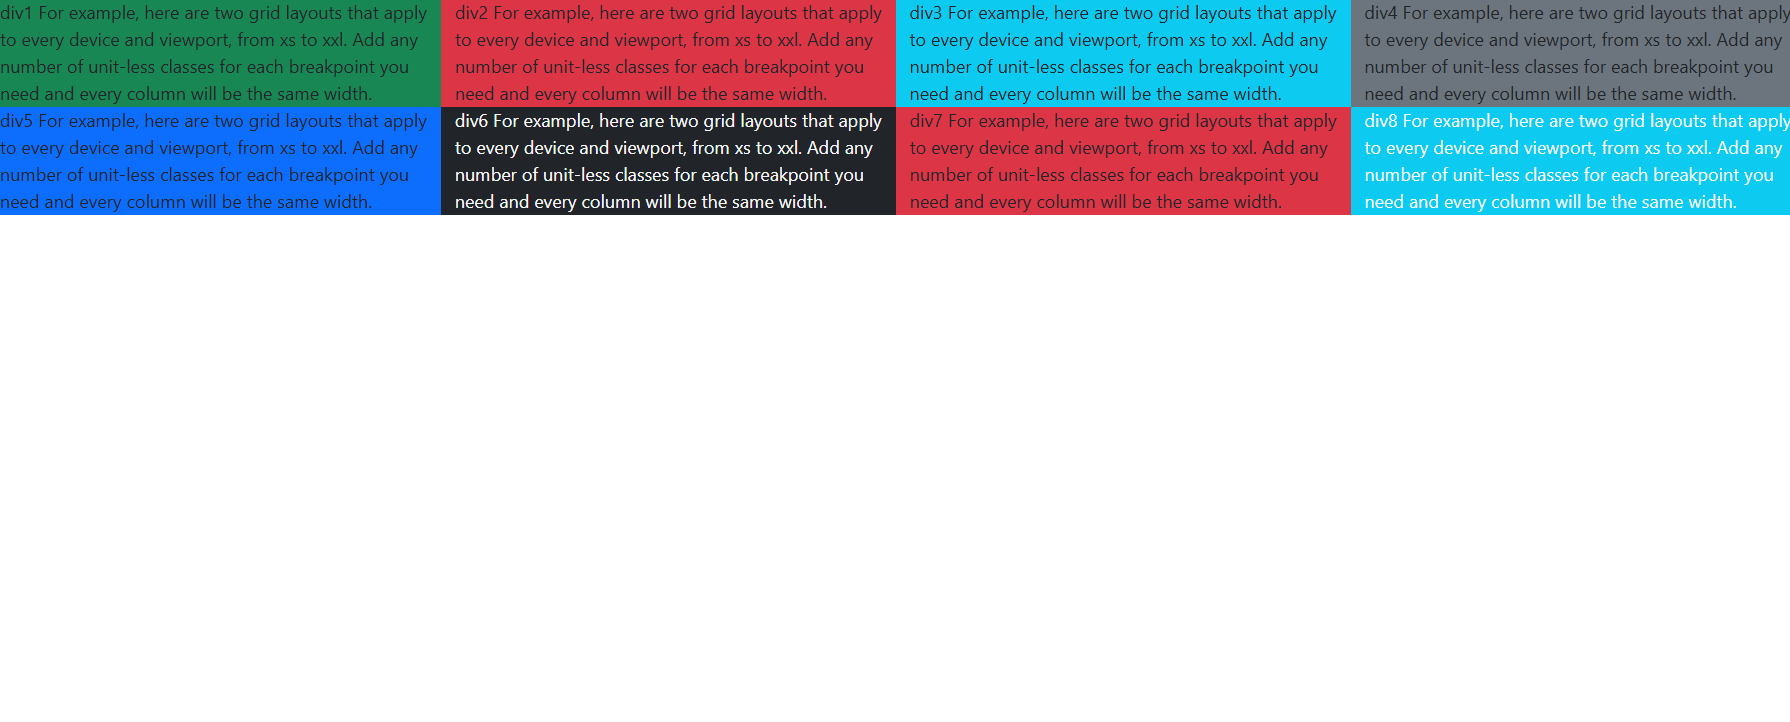 div1 For example, here are two grid layouts that apply
to every device and viewport, from xs to xxl. Add any
number of unit-less classes for each breakpoint you
need and every column will be the same width.
div2 For example, here are two grid layouts that apply
to every device and viewport, from xs to xxl. Add any
number of unit-less classes for each breakpoint you
need and every column will be the same width.
div3 For example, here are two grid layouts that apply
to every device and viewport, from xs to xxl. Add any
number of unit-less classes for each breakpoint you
need and every column will be the same width.
div4 For example, here are two grid layouts that apply
to every device and viewport, from xs to xxl. Add any
number of unit-less classes for each breakpoint you
need and every column will be the same width.
div5 For example, here are two grid layouts that apply
to every device and viewport, from xs to xxl. Add any
number of unit-less classes for each breakpoint you
need and every column will be the same width.
div6 For example, here are two grid layouts that apply
to every device and viewport, from xs to xxl. Add any
number of unit-less classes for each breakpoint you
need and every column will be the same width.
div7 For example, here are two grid layouts that apply
to every device and viewport, from xs to xxl. Add any
number of unit-less classes for each breakpoint you
need and every column will be the same width.
div8 For example, here are two grid layouts that apply
to every device and viewport, from xs to xxl. Add any
number of unit-less classes for each breakpoint you
need and every column will be the same width.